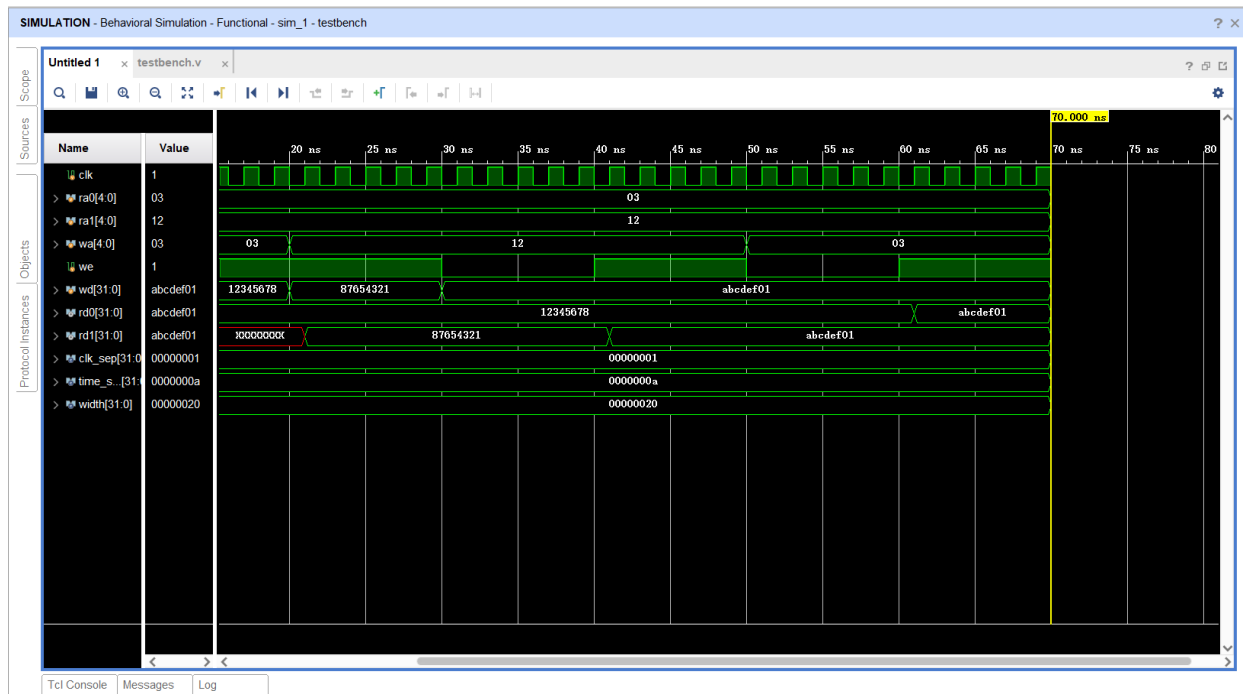 SIMULATION - Behavioral Simulation - Functional - sim_1 - testbench
? ×
Scope
Sources
Objects
Protocol Instances
Untitled 1 × testbench.v ×
?
70.000 ns
Name Value
20 ns 25 ns 30 ns 35 ns 40 ns 45 ns 50 ns 55 ns 60 ns 65 ns 70 ns 75 ns 80
clk 1
> ra0[4:0] 03 03
> ra1[4:0] 12 12
> wa[4:0] 03 03 12 03
we 1
> wd[31:0] abcdef01 12345678 87654321 abcdef01
> rd0[31:0] abcdef01 12345678 abcdef01
> rd1[31:0] abcdef01 XXXXXXXX 87654321 abcdef01
> clk_sep[31:0 00000001 00000001
> time_s...[31:0 0000000a 0000000a
> width[31:0] 00000020 00000020
Tcl Console Messages Log